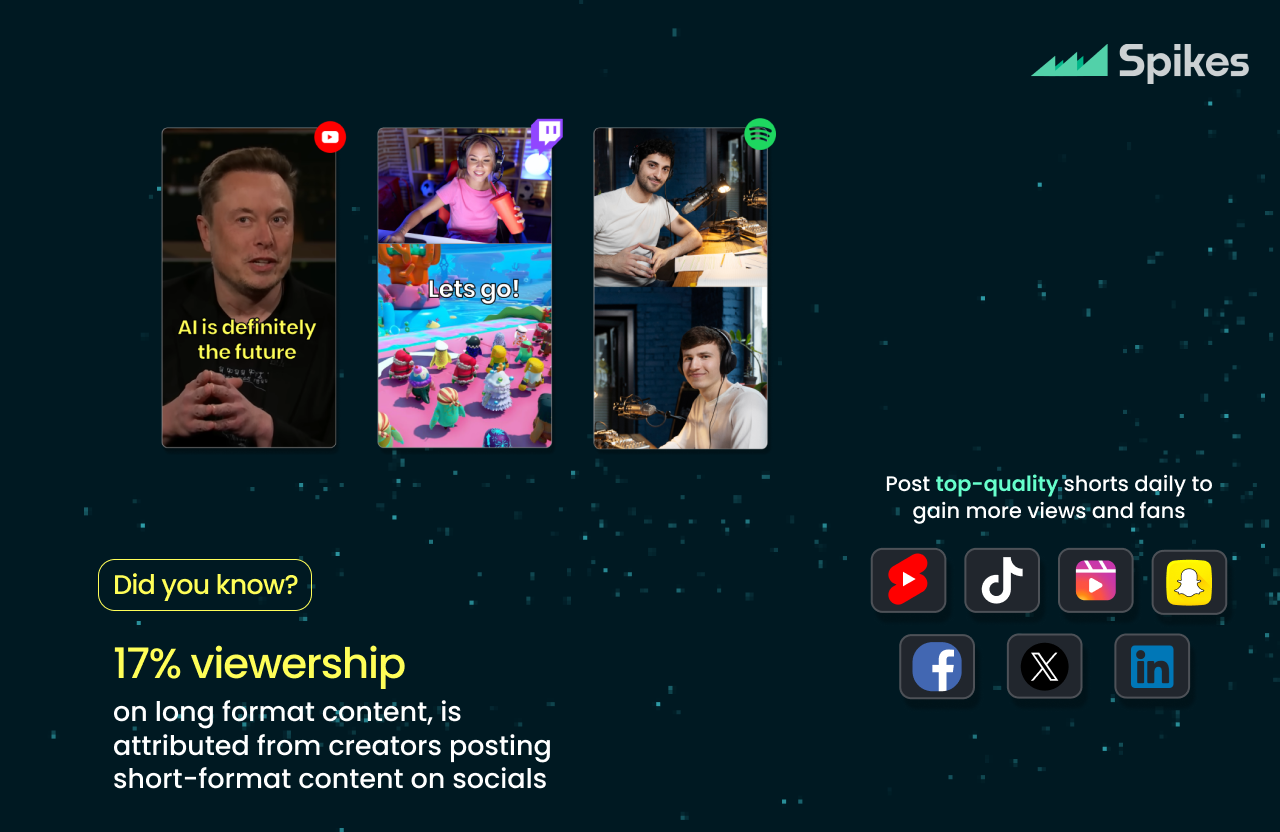 Spikes
AI is definitely
the future
Lets go!
Post top-quality shorts daily to
gain more views and fans
Did you know?
17% viewership
on long format content, is
attributed from creators posting
short-format content on socials